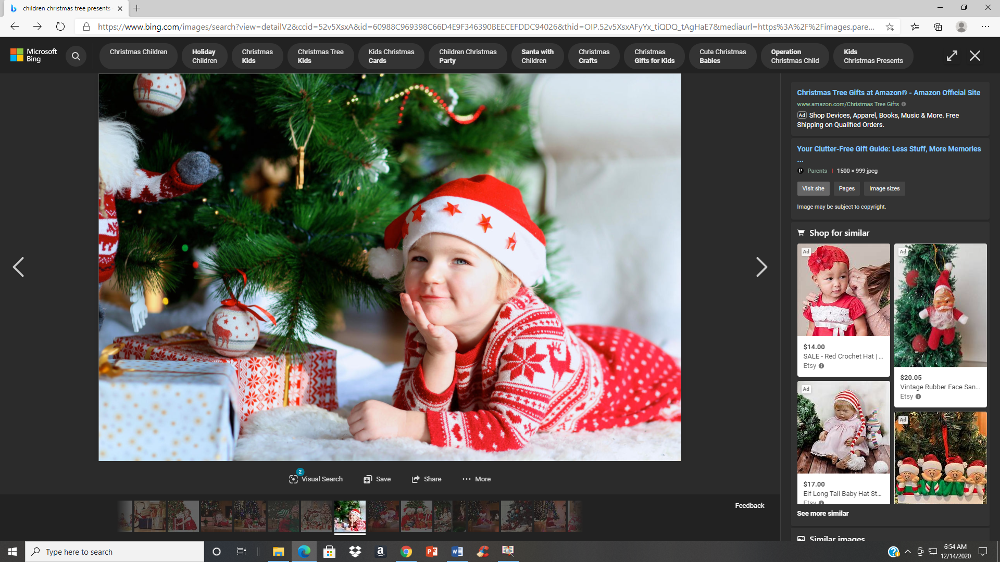 children christmas tree presents
https://www.bing.com/images/search?view=detailV2&ccid=52v5XsxA&id=60988C969398C66D4E9F346390BEECEFDDC94026&thid=OIP.52v5XsxAFyYx_tiQDQ_tAgHaE7&mediaurl=https%3A%2F%2Fimages.pare...
Microsoft
Bing
Christmas Children
Holiday
Children
Christmas
Kids
Christmas Tree
Kids
Kids Christmas
Cards
Children Christmas
Party
Santa with
Children
Christmas
Crafts
Christmas
Gifts for Kids
Cute Christmas
Babies
Operation
Christmas Child
Kids
Christmas Presents
Christmas Tree Gifts at Amazon® - Amazon Official Site
www.amazon.com/Christmas Tree Gifts
Ad Shop Devices, Apparel, Books, Music & More. Free
Shipping on Qualified Orders.
Your Clutter-Free Gift Guide: Less Stuff, More Memories
...
P Parents | 1500 × 999 jpeg
Visit site Pages Image sizes
Image may be subject to copyright.
Shop for similar
Ad
$14.00
SALE - Red Crochet Hat | ...
Etsy
Ad
$20.05
Vintage Rubber Face San...
Etsy
Ad
$17.00
Elf Long Tail Baby Hat St...
Etsy
Ad
See more similar
Similar images
2
Visual Search Save Share More
Feedback
Type here to search
6:54 AM
12/14/2020